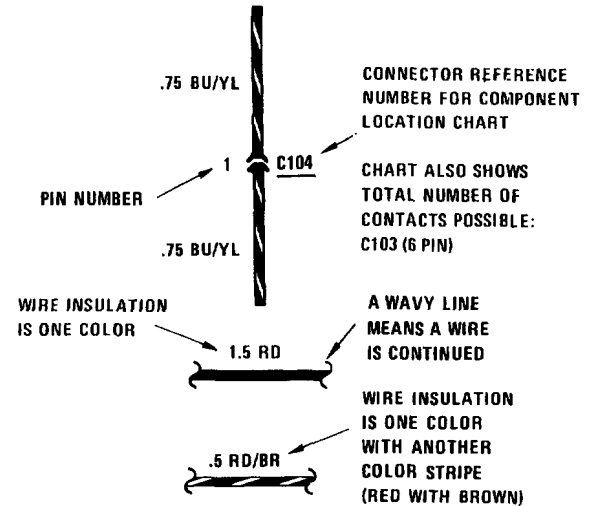 .75 BU/YL
CONNECTOR REFERENCE
NUMBER FOR COMPONENT
LOCATION CHART
1
C104
PIN NUMBER
CHART ALSO SHOWS
TOTAL NUMBER OF
CONTACTS POSSIBLE:
C103 (6 PIN)
.75 BU/YL
WIRE INSULATION
IS ONE COLOR
A WAVY LINE
MEANS A WIRE
IS CONTINUED
1.5 RD
WIRE INSULATION
IS ONE COLOR
WITH ANOTHER
COLOR STRIPE
(RED WITH BROWN)
.5 RD/BR